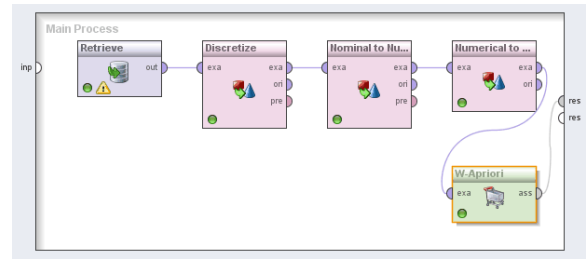 Main Process
Retrieve
Discretize
Nominal to Nu...
Numerical to ...
inp
out
exa
exa
ori
pre
exa
exa
ori
pre
exa
exa
ori
res
res
W-Apriori
exa
ass